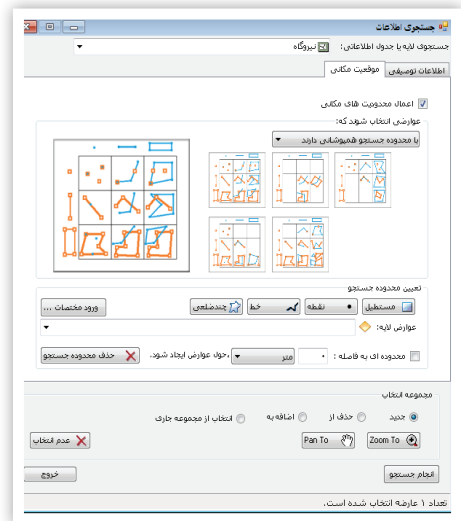 جستجوی اطلاعات
جستجوی لایه یا جدول اطلاعاتی: نیروگاه
اطلاعات توصیفی موقعیت مکانی
اعمال محدودیت های مکانی
عوارضی انتخاب شوند که:
با محدوده جستجو همپوشانی دارند
تعیین محدوده جستجو
مستطیل نقطه خط چندضلعی ورود مختصات ...
عوارض لایه:
محدوده ای به فاصله : ۰ متر ،حول عوارض ایجاد شود. حذف محدوده جستجو
مجموعه انتخاب
جدید حذف از اضافه به انتخاب از مجموعه جاری
Zoom To Pan To عدم انتخاب
انجام جستجو خروج
تعداد ۱ عارضه انتخاب شده است.